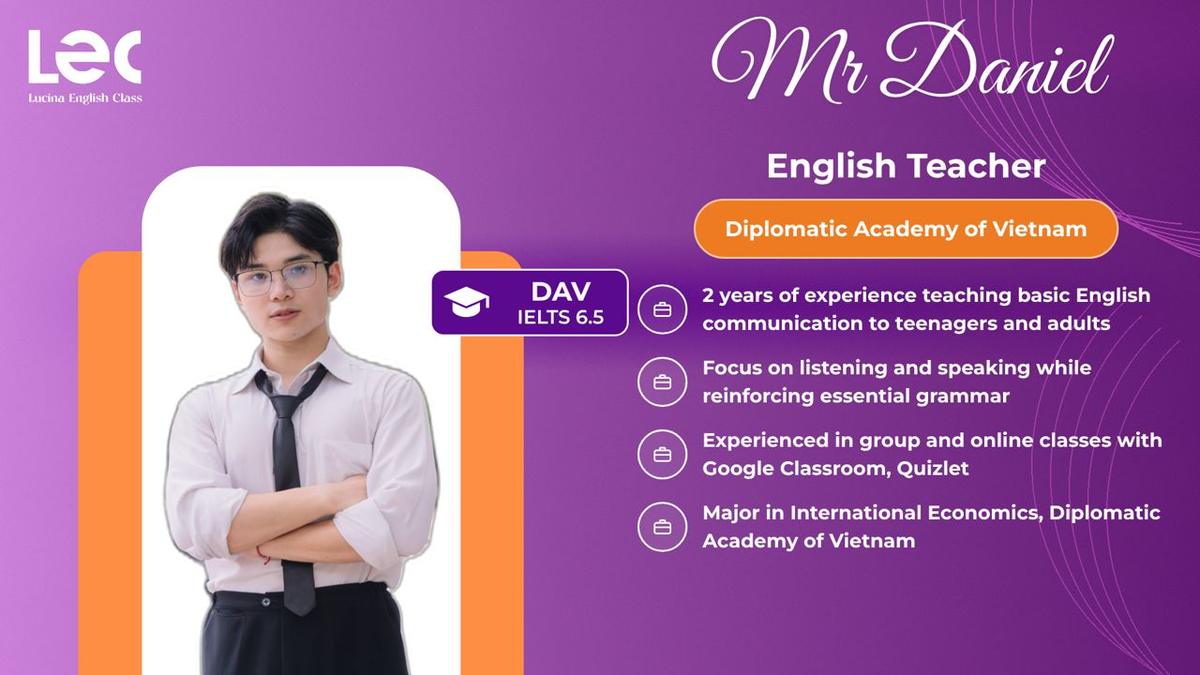 LEC
Lucina English Class
Mr Daniel
English Teacher
Diplomatic Academy of Vietnam
DAV
IELTS 6.5
2 years of experience teaching basic English
communication to teenagers and adults
Focus on listening and speaking while
reinforcing essential grammar
Experienced in group and online classes with
Google Classroom, Quizlet
Major in International Economics, Diplomatic
Academy of Vietnam